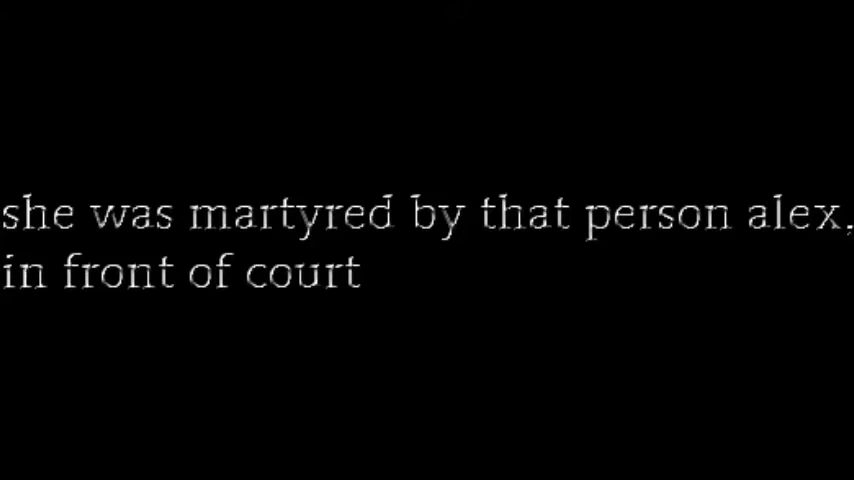 she was martyred by that person alex,
in front of court